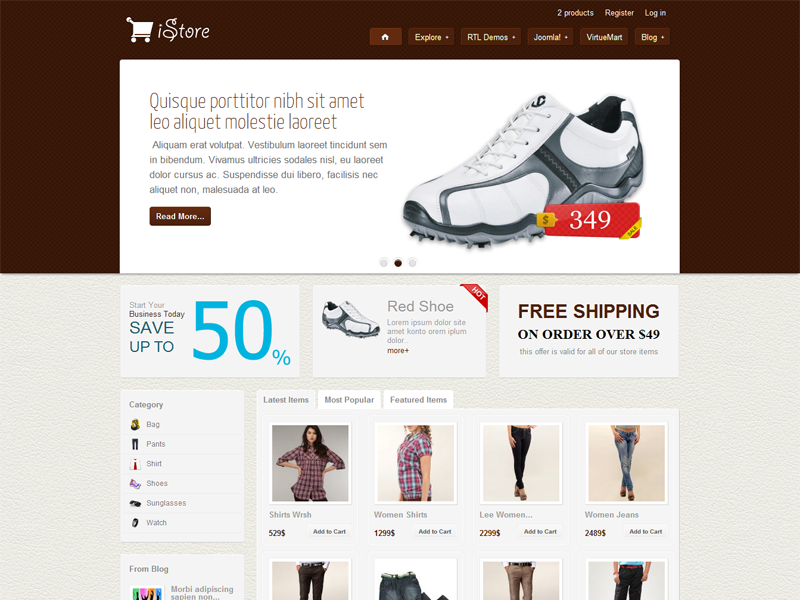 2 products Register Log in
iStore
Explore + RTL Demos + Joomla! + VirtueMart Blog +
Quisque porttitor nibh sit amet
leo aliquet molestie laoreet
Aliquam erat volutpat. Vestibulum laoreet tincidunt sem
in bibendum. Vivamus ultricies sodales nisl, eu laoreet
dolor cursus ac. Suspendisse dui libero, facilisis nec
aliquet non, malesuada at leo.
Read More...
$ 349
SALE
Start Your
Business Today
SAVE
UP TO
50%
HOT
Red Shoe
Lorem ipsum dolor site
amet konto orem iplum
dolor..
more+
FREE SHIPPING
ON ORDER OVER $49
this offer is valid for all of our store items
Category
Bag
Pants
Shirt
Shoes
Sunglasses
Watch
From Blog
Morbi adipiscing
sapien non...
Latest Items Most Popular Featured Items
Shirts Wrsh Women Shirts Lee Women... Women Jeans
529$ Add to Cart 1299$ Add to Cart 2299$ Add to Cart 2489$ Add to Cart